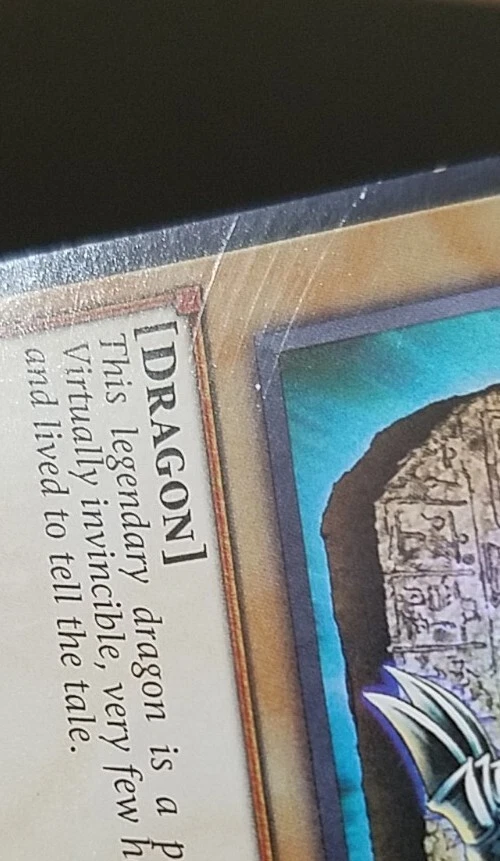 [DRAGON]
This legendary dragon is a p
Virtually invincible, very few h
and lived to tell the tale.